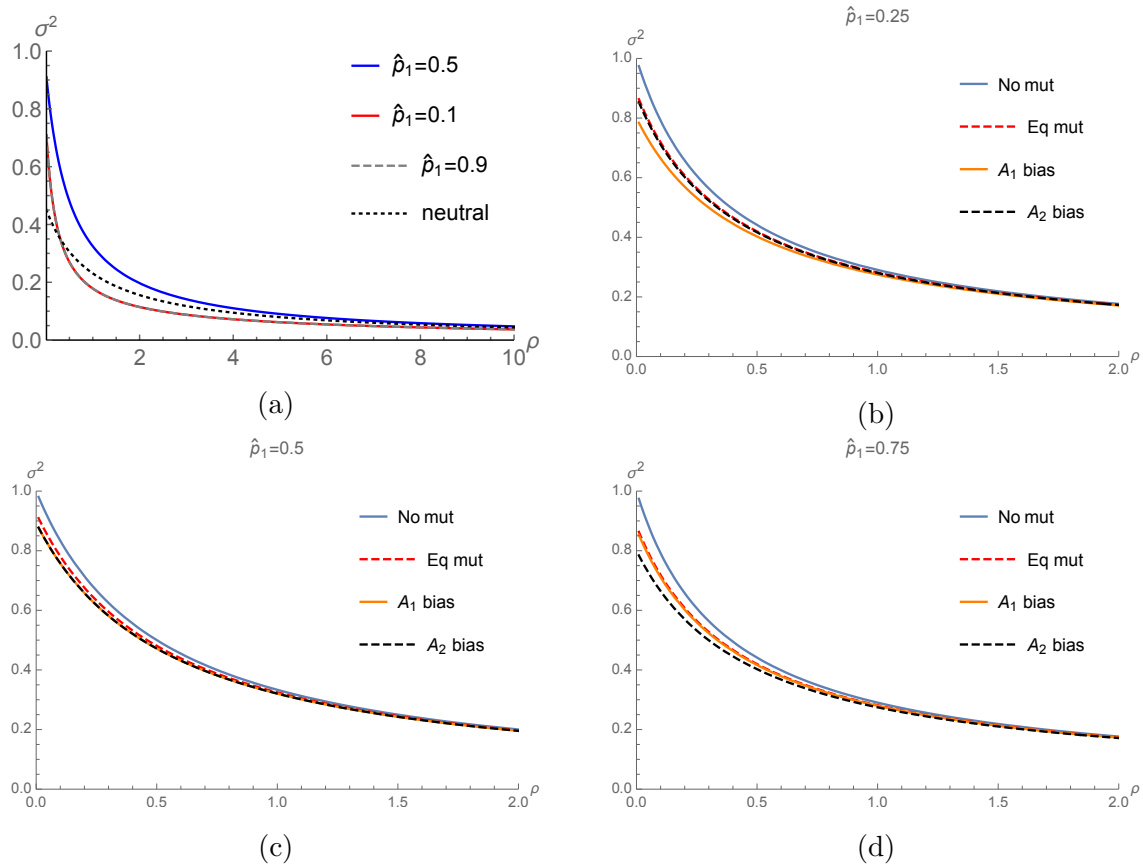 σ²
1.0
0.8
0.6
0.4
0.2
0.0
2
4
6
8
10
ρ
p̂₁=0.5
p̂₁=0.1
p̂₁=0.9
neutral
(a)
p̂₁=0.25
σ²
1.0
0.8
0.6
0.4
0.2
0.0
0.0
0.5
1.0
1.5
2.0
ρ
No mut
Eq mut
A₁ bias
A₂ bias
(b)
p̂₁=0.5
σ²
1.0
0.8
0.6
0.4
0.2
0.0
0.0
0.5
1.0
1.5
2.0
ρ
No mut
Eq mut
A₁ bias
A₂ bias
(c)
p̂₁=0.75
σ²
1.0
0.8
0.6
0.4
0.2
0.0
0.0
0.5
1.0
1.5
2.0
ρ
No mut
Eq mut
A₁ bias
A₂ bias
(d)